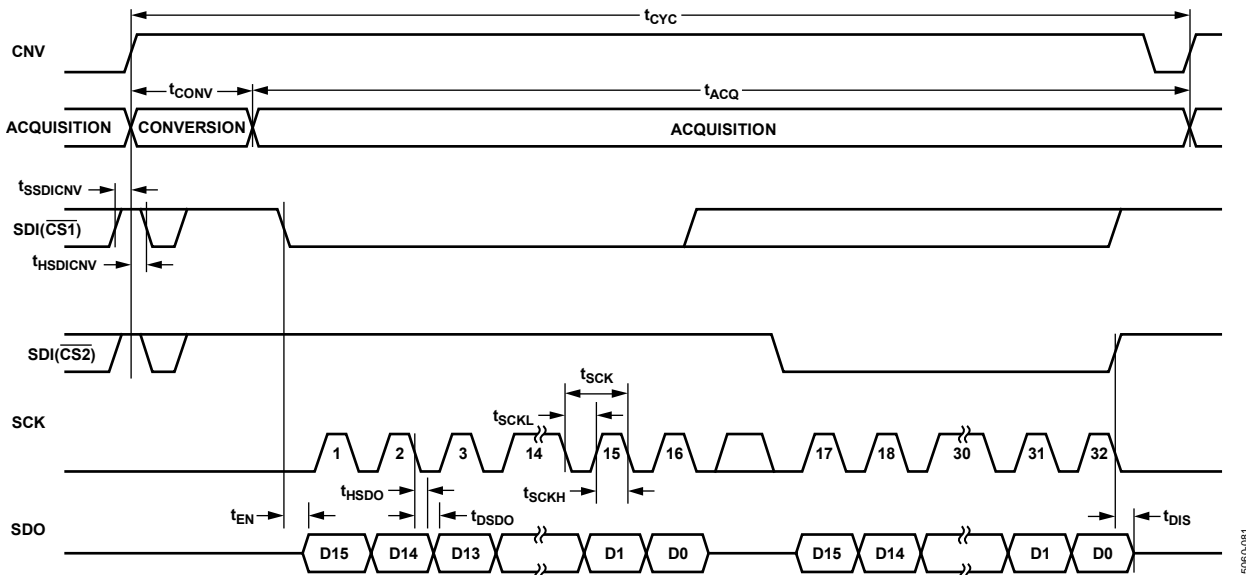 tCYC
CNV
tCONV
tACQ
ACQUISITION
CONVERSION
ACQUISITION
tSSDICNV
SDI(CS1)
tHSDICNV
SDI(CS2)
tSCK
SCK
tSCKL
1 2 3 14 15 16 17 18 30 31 32
tHSDO
tSCKH
tEN
tDSDO
tDIS
SDO
D15 D14 D13 D1 D0 D15 D14 D1 D0